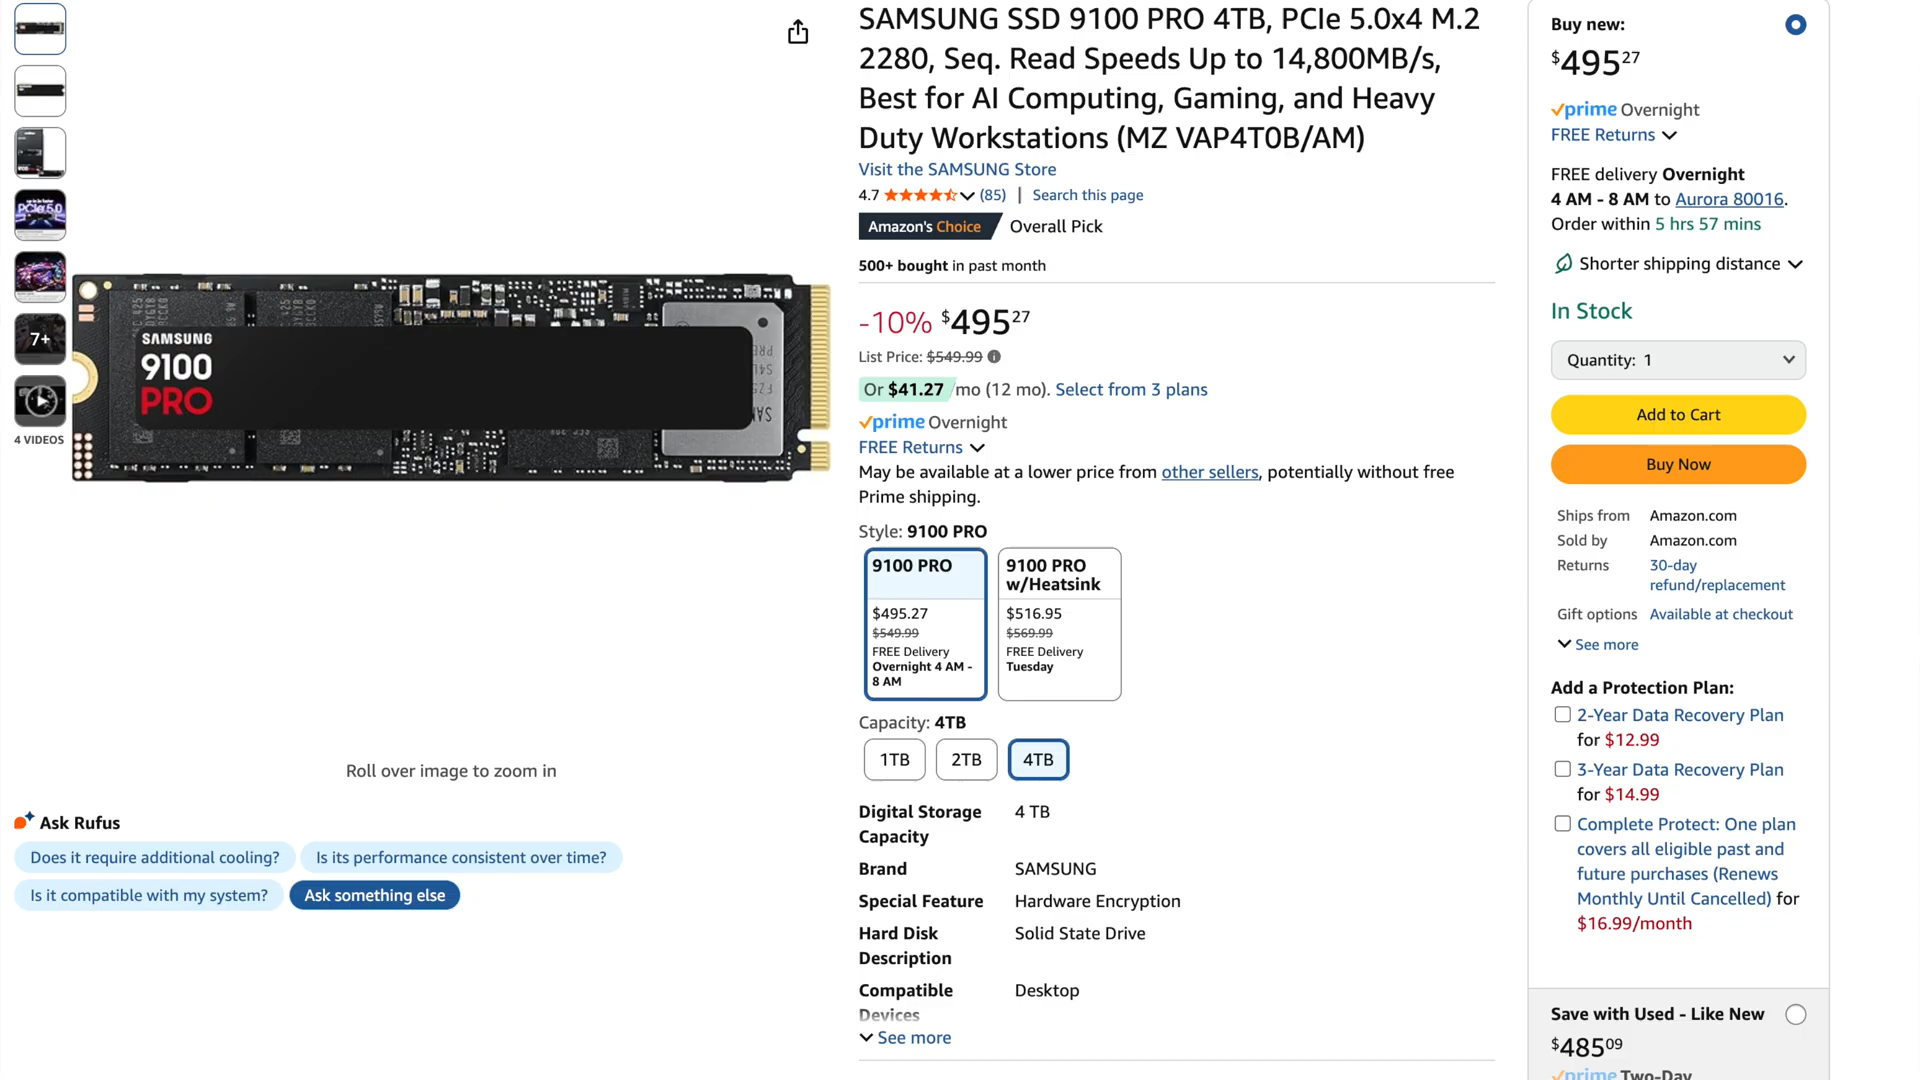 SAMSUNG SSD 9100 PRO 4TB, PCIe 5.0x4 M.2
2280, Seq. Read Speeds Up to 14,800MB/s,
Best for AI Computing, Gaming, and Heavy
Duty Workstations (MZ VAP4T0B/AM)
Visit the SAMSUNG Store
4.7 (85) | Search this page
Amazon's Choice Overall Pick
500+ bought in past month
-10% $495 27
List Price: $549.99
Or $41.27 /mo (12 mo). Select from 3 plans
prime Overnight
FREE Returns
May be available at a lower price from other sellers, potentially without free
Prime shipping.
Style: 9100 PRO
9100 PRO
$495.27
$549.99
FREE Delivery
Overnight 4 AM -
8 AM
9100 PRO
w/Heatsink
$516.95
$569.99
FREE Delivery
Tuesday
Capacity: 4TB
1TB 2TB 4TB
Digital Storage
Capacity
4 TB
Brand SAMSUNG
Special Feature Hardware Encryption
Hard Disk
Description
Solid State Drive
Compatible
Devices
Desktop
See more
PCIe 5.0
7+
4 VIDEOS
SAMSUNG
9100
PRO
Roll over image to zoom in
Ask Rufus
Does it require additional cooling? Is its performance consistent over time?
Is it compatible with my system? Ask something else
Buy new:
$495 27
prime Overnight
FREE Returns
FREE delivery Overnight
4 AM - 8 AM to Aurora 80016.
Order within 5 hrs 57 mins
Shorter shipping distance
In Stock
Quantity: 1
Add to Cart
Buy Now
Ships from Amazon.com
Sold by Amazon.com
Returns 30-day
refund/replacement
Gift options Available at checkout
See more
Add a Protection Plan:
2-Year Data Recovery Plan
for $12.99
3-Year Data Recovery Plan
for $14.99
Complete Protect: One plan
covers all eligible past and
future purchases (Renews
Monthly Until Cancelled) for
$16.99/month
Save with Used - Like New
$485 09
prime Two-Day